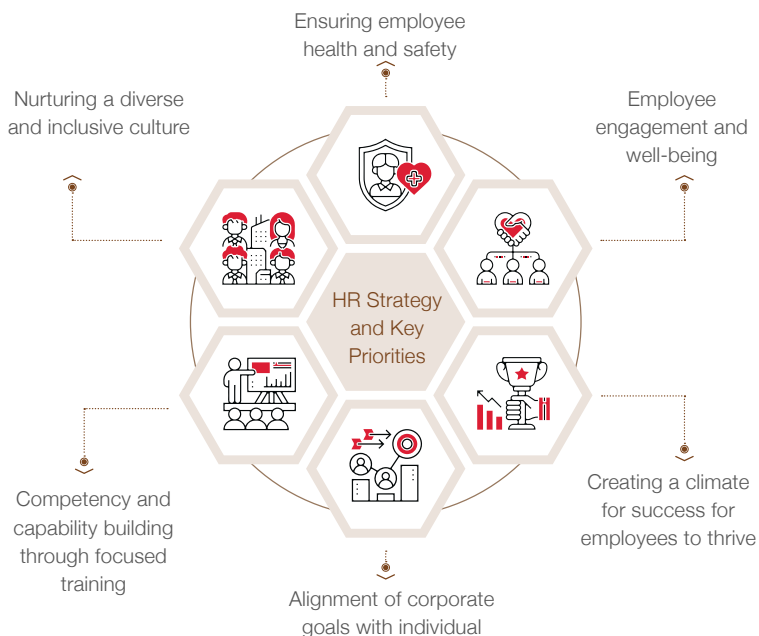 Ensuring employee
health and safety
Nurturing a diverse
and inclusive culture
Employee
engagement and
well-being
HR Strategy
and Key
Priorities
Competency and
capability building
through focused
training
Creating a climate
for success for
employees to thrive
Alignment of corporate
goals with individual